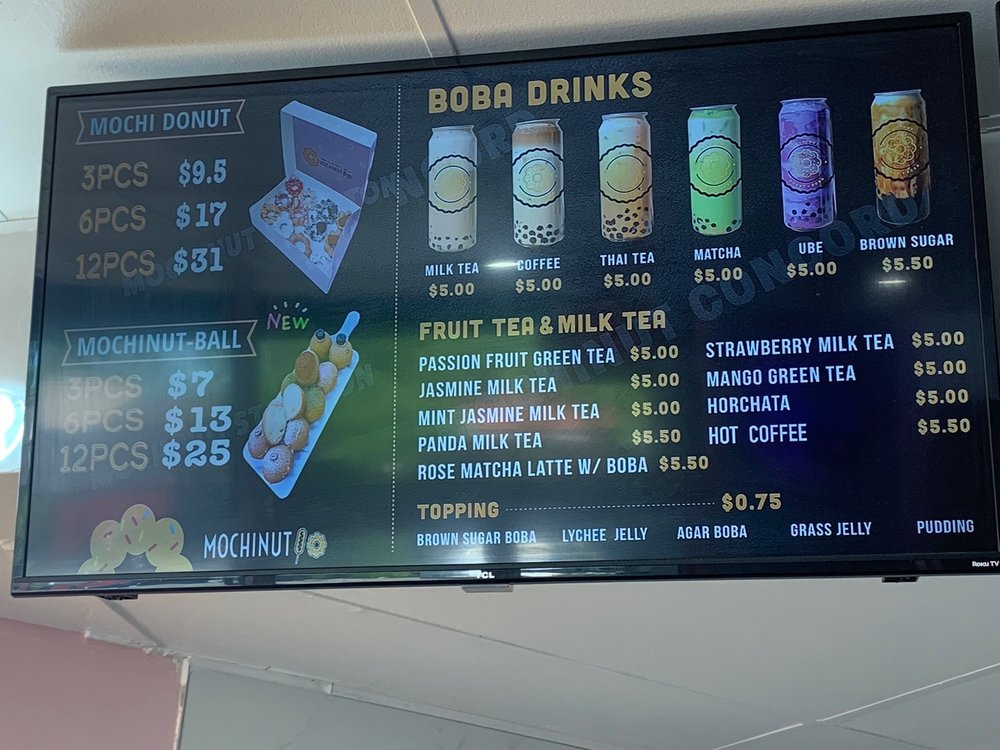 MOCHI DONUT
3PCS $9.5
6PCS $17
12PCS $31
NEW
MOCHINUT-BALL
3PCS $7
6PCS $13
12PCS $25
MOCHINUT
BOBA DRINKS
MILK TEA COFFEE THAI TEA MATCHA UBE BROWN SUGAR
$5.00 $5.00 $5.00 $5.00 $5.00 $5.50
FRUIT TEA & MILK TEA
PASSION FRUIT GREEN TEA $5.00
JASMINE MILK TEA $5.00
MINT JASMINE MILK TEA $5.00
PANDA MILK TEA $5.50
ROSE MATCHA LATTE W/ BOBA $5.50
STRAWBERRY MILK TEA $5.00
MANGO GREEN TEA $5.00
HORCHATA $5.00
HOT COFFEE $5.50
TOPPING $0.75
BROWN SUGAR BOBA LYCHEE JELLY AGAR BOBA GRASS JELLY PUDDING
TCL
Roku TV